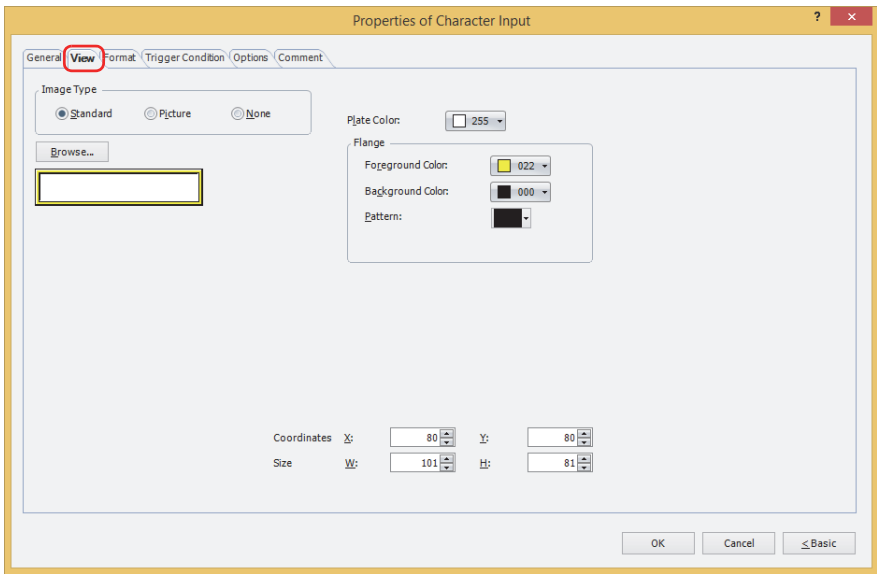 Properties of Character Input
?
General View Format Trigger Condition Options Comment
Image Type
Standard Picture None
Browse...
Plate Color: 255
Flange
Foreground Color: 022
Background Color: 000
Pattern:
Coordinates X: 80 Y: 80
Size W: 101 H: 81
OK Cancel < Basic